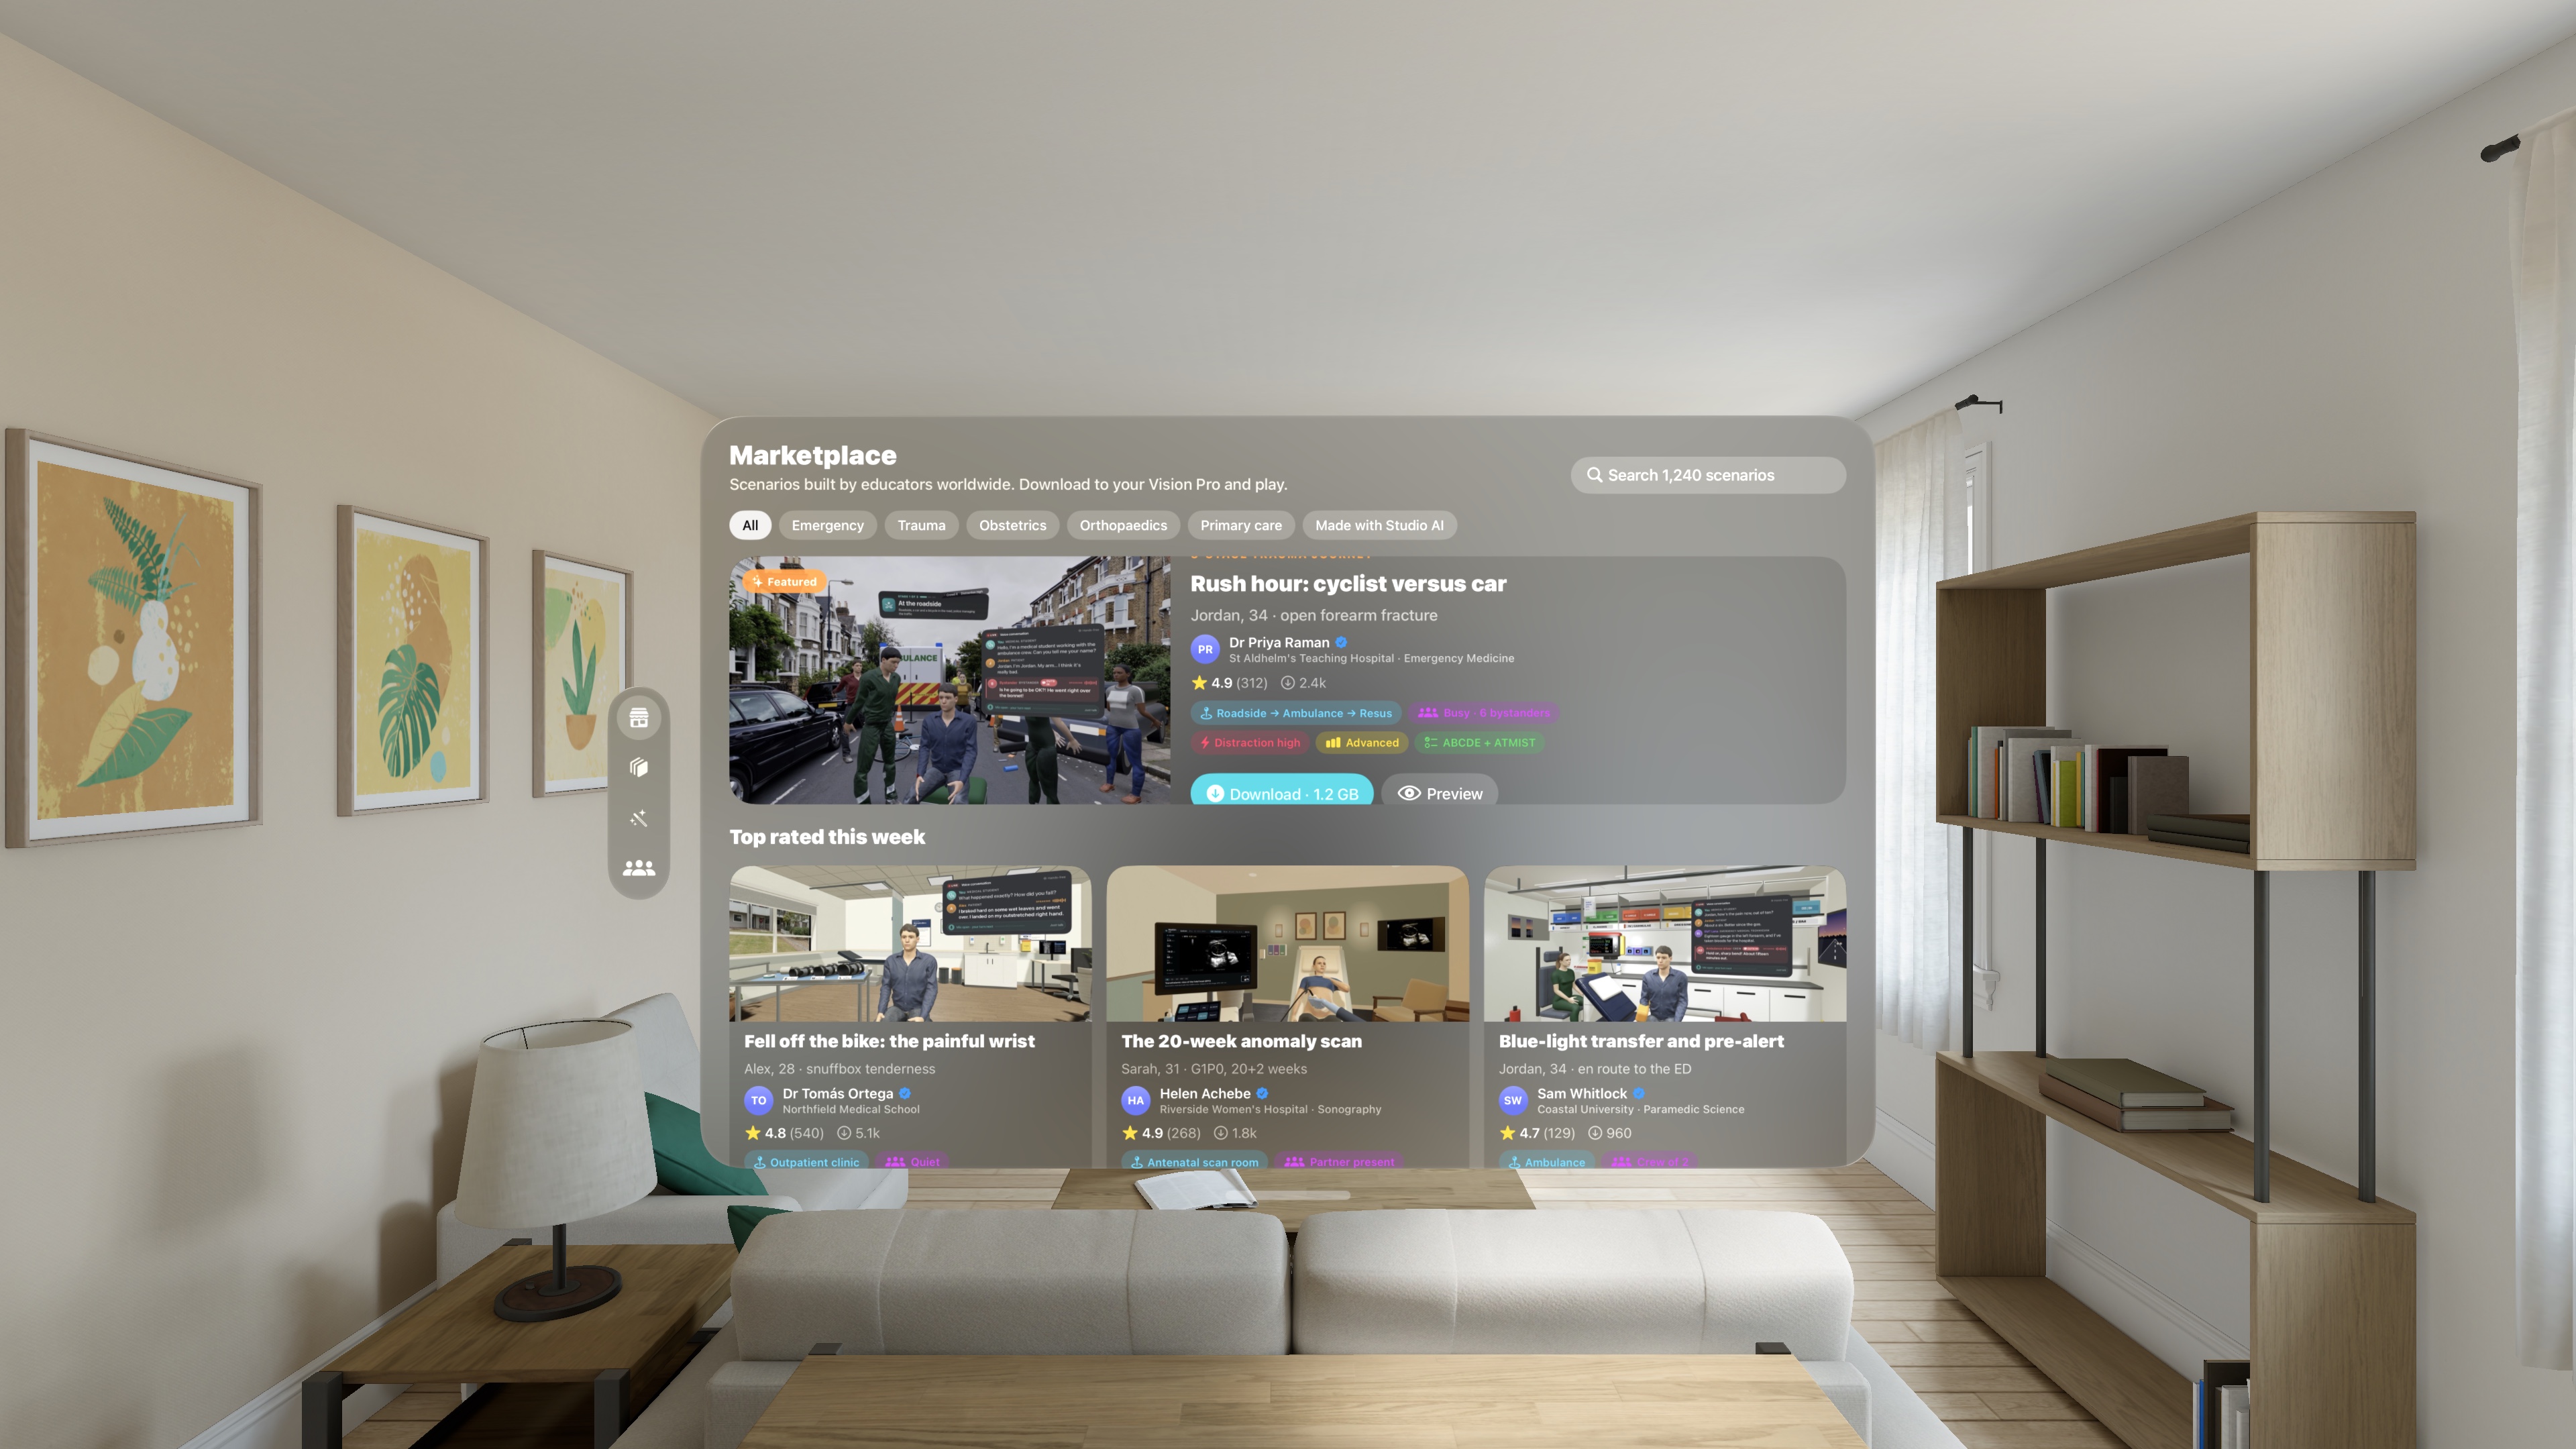 Marketplace
Scenarios built by educators worldwide. Download to your Vision Pro and play.
Search 1,240 scenarios
All
Emergency
Trauma
Obstetrics
Orthopaedics
Primary care
Made with Studio AI
Featured
At the roadside
Rush hour: cyclist versus car
Jordan, 34 · open forearm fracture
PR
Dr Priya Raman
St Aldhelm's Teaching Hospital · Emergency Medicine
4.9 (312)
2.4k
Roadside → Ambulance → Resus
Busy · 6 bystanders
Distraction high
Advanced
ABCDE + ATMIST
Download · 1.2 GB
Preview
Top rated this week
Fell off the bike: the painful wrist
Alex, 28 · snuffbox tenderness
TO
Dr Tomás Ortega
Northfield Medical School
4.8 (540)
5.1k
Outpatient clinic
Quiet
The 20-week anomaly scan
Sarah, 31 · G1P0, 20+2 weeks
HA
Helen Achebe
Riverside Women's Hospital · Sonography
4.9 (268)
1.8k
Antenatal scan room
Partner present
Blue-light transfer and pre-alert
Jordan, 34 · en route to the ED
SW
Sam Whitlock
Coastal University · Paramedic Science
4.7 (129)
960
Ambulance
Crew of 2